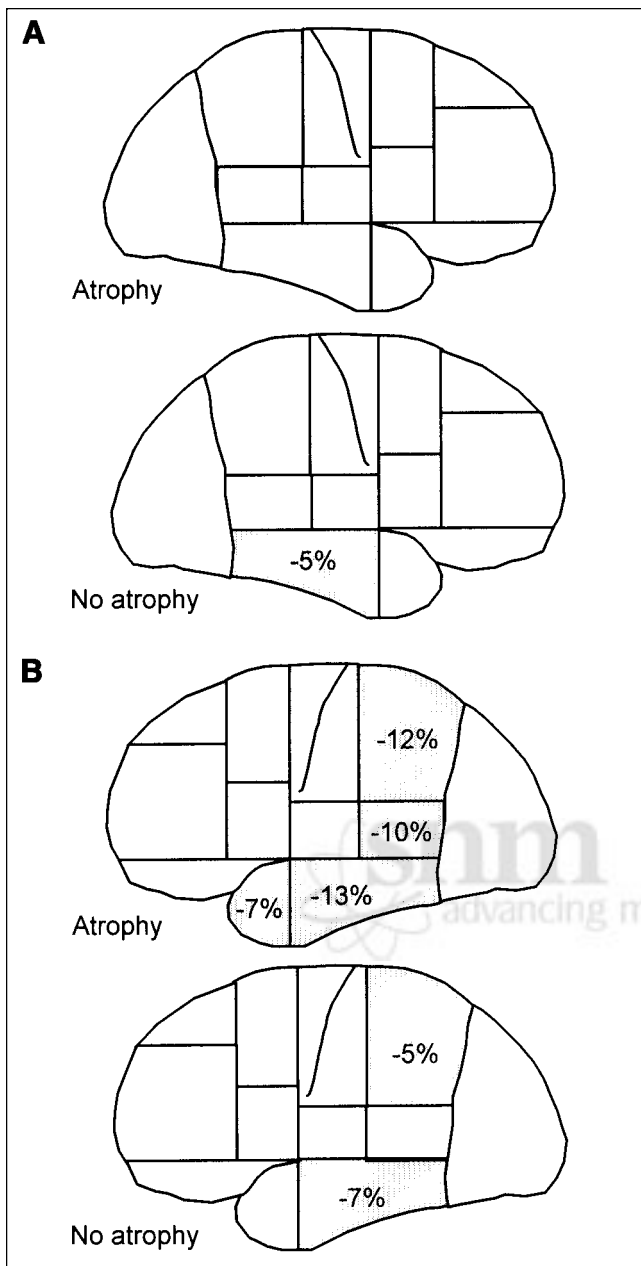 A
Atrophy
-5%
No atrophy
B
-12%
-10%
-7% -13%
snm
advancing m
Atrophy
-5%
-7%
No atrophy